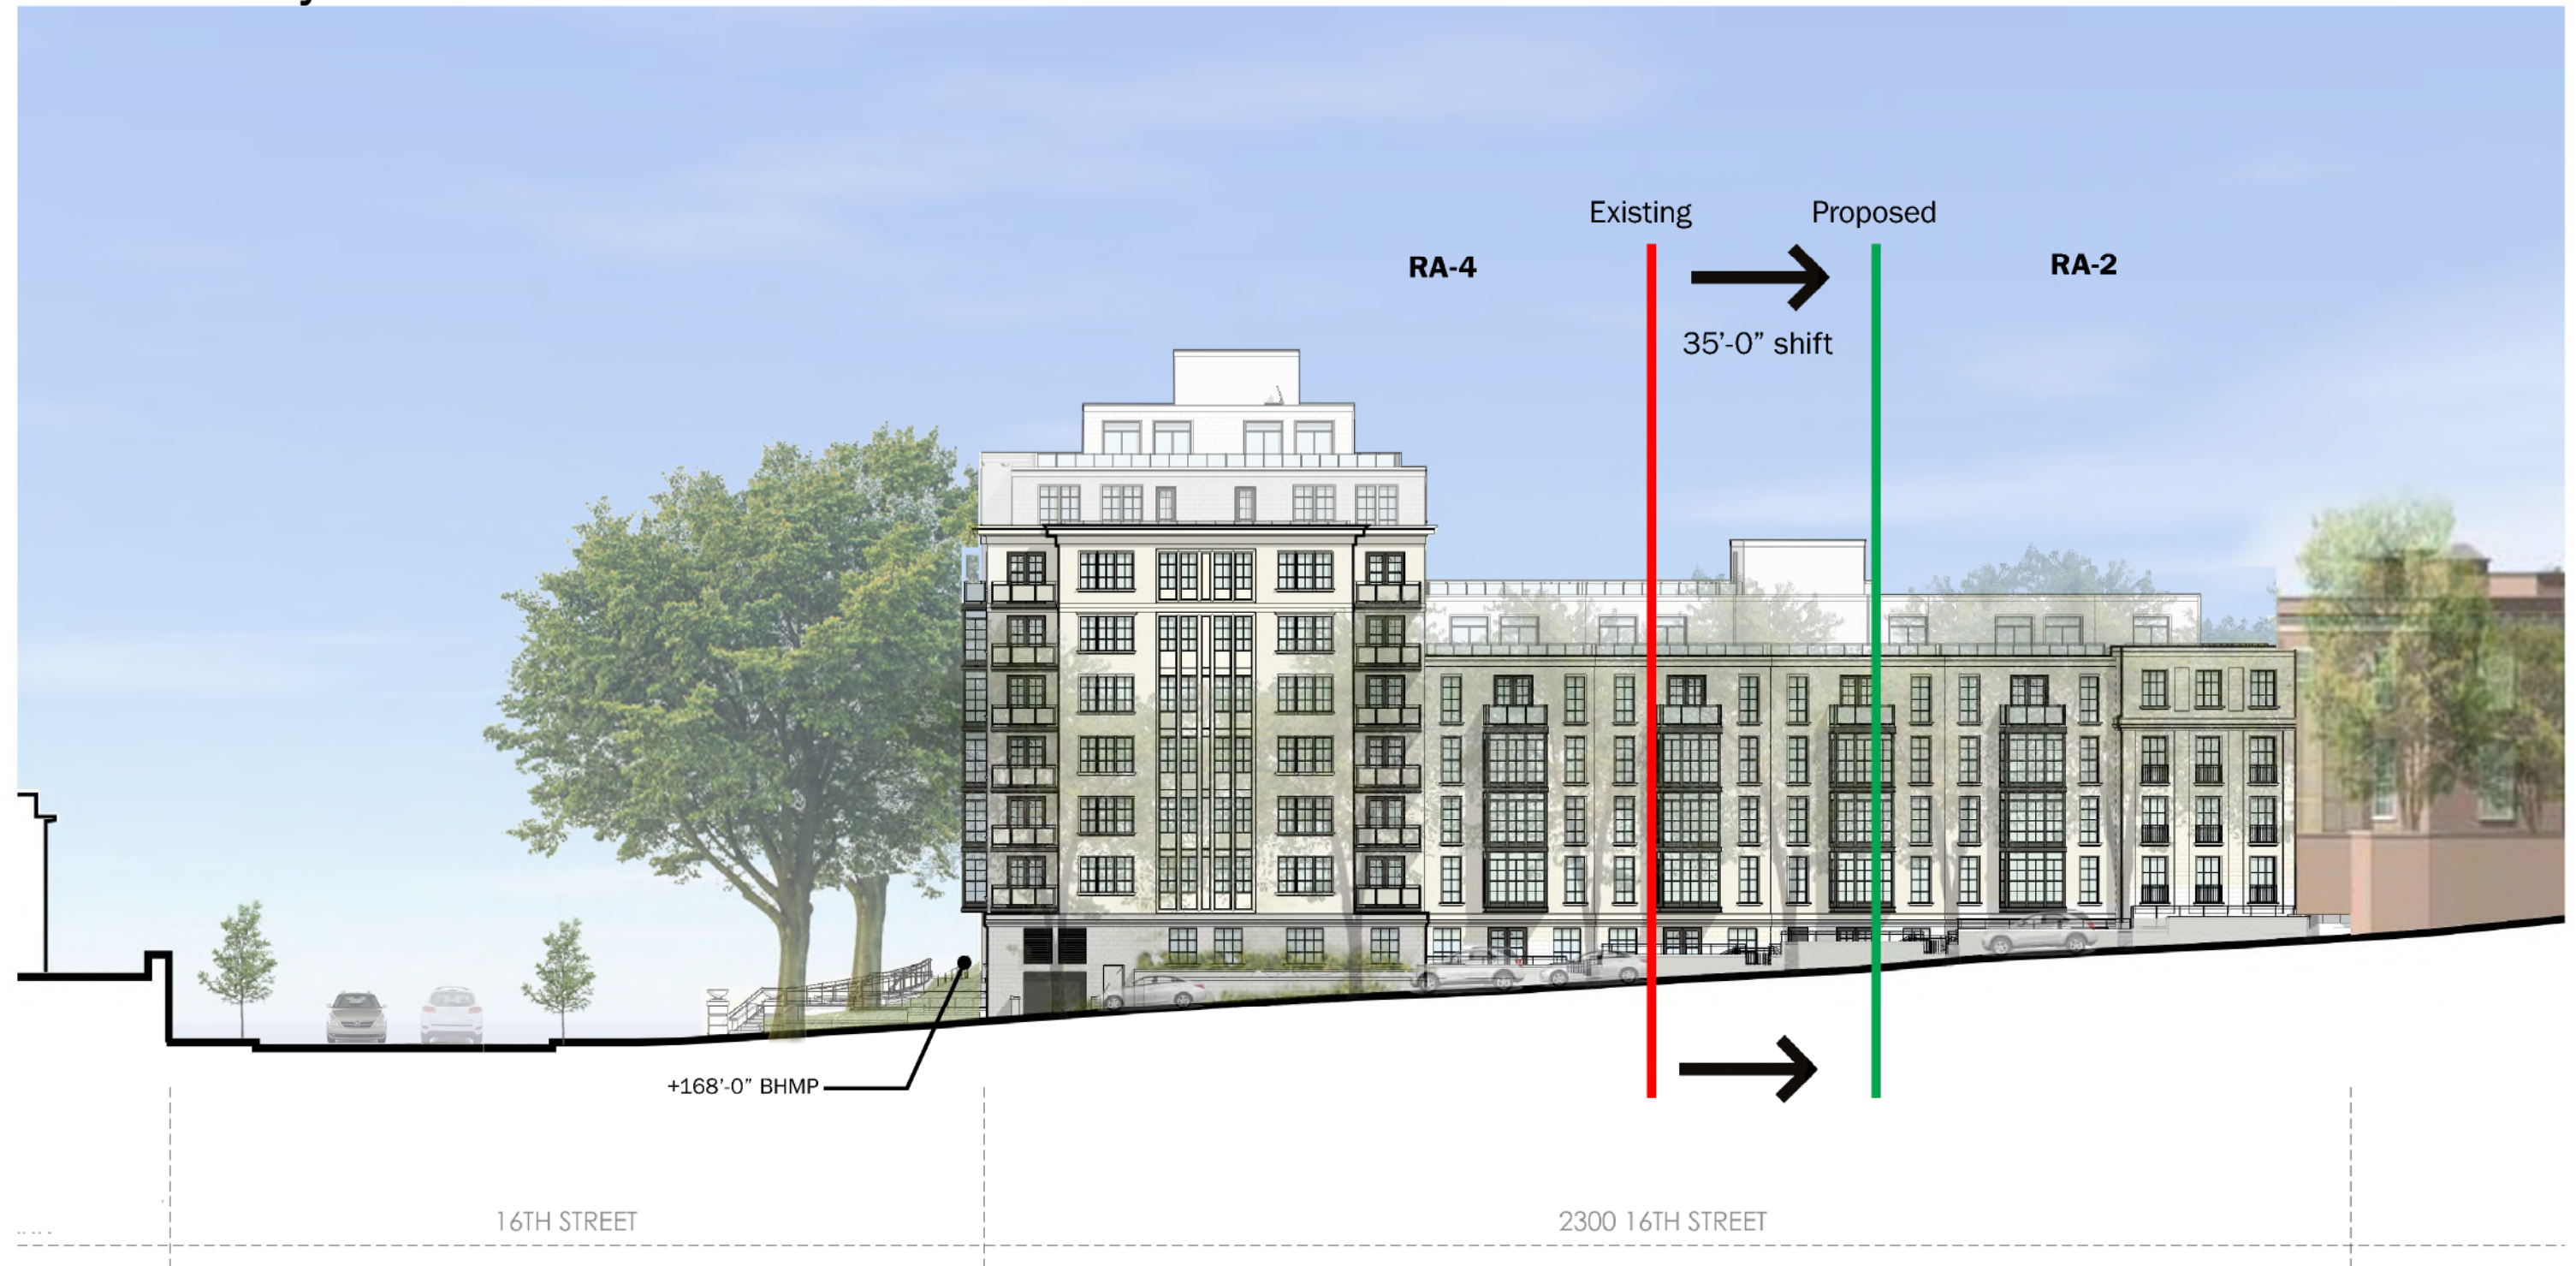 Existing
Proposed
RA-4
RA-2
35’-0” shift
+168’-0” BHMP
16TH STREET
2300 16TH STREET